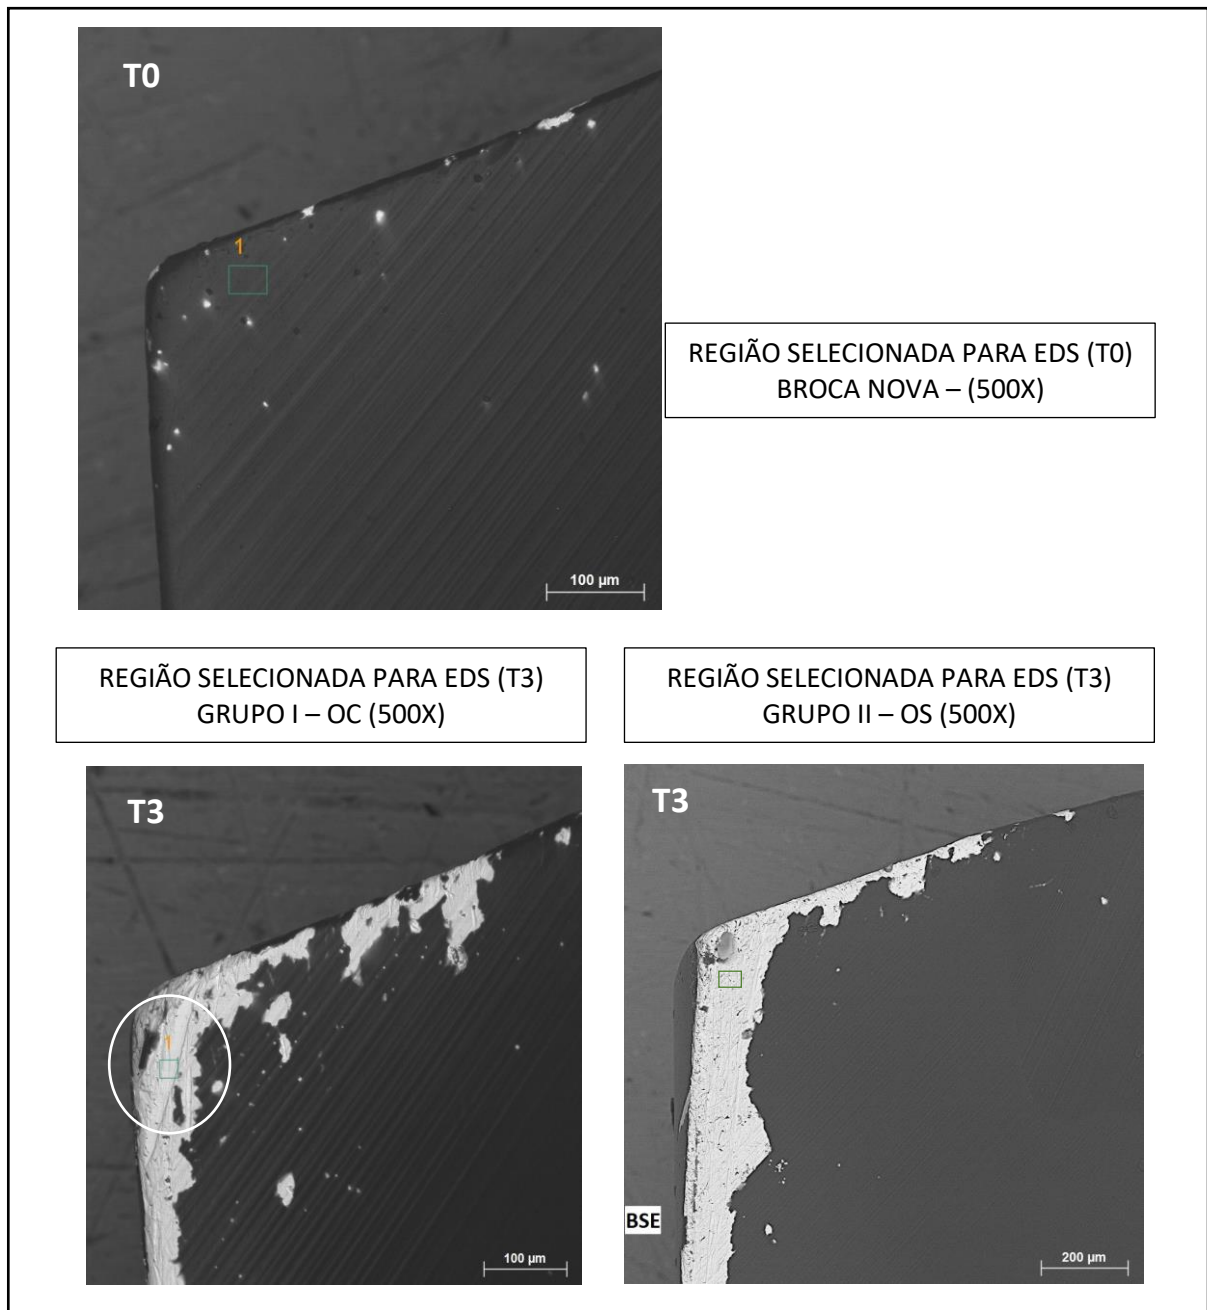 T0
1
100 µm
REGIÃO SELECIONADA PARA EDS (T0)
BROCA NOVA – (500X)
REGIÃO SELECIONADA PARA EDS (T3)
GRUPO I – OC (500X)
REGIÃO SELECIONADA PARA EDS (T3)
GRUPO II – OS (500X)
T3
1
100 µm
T3
BSE
200 µm